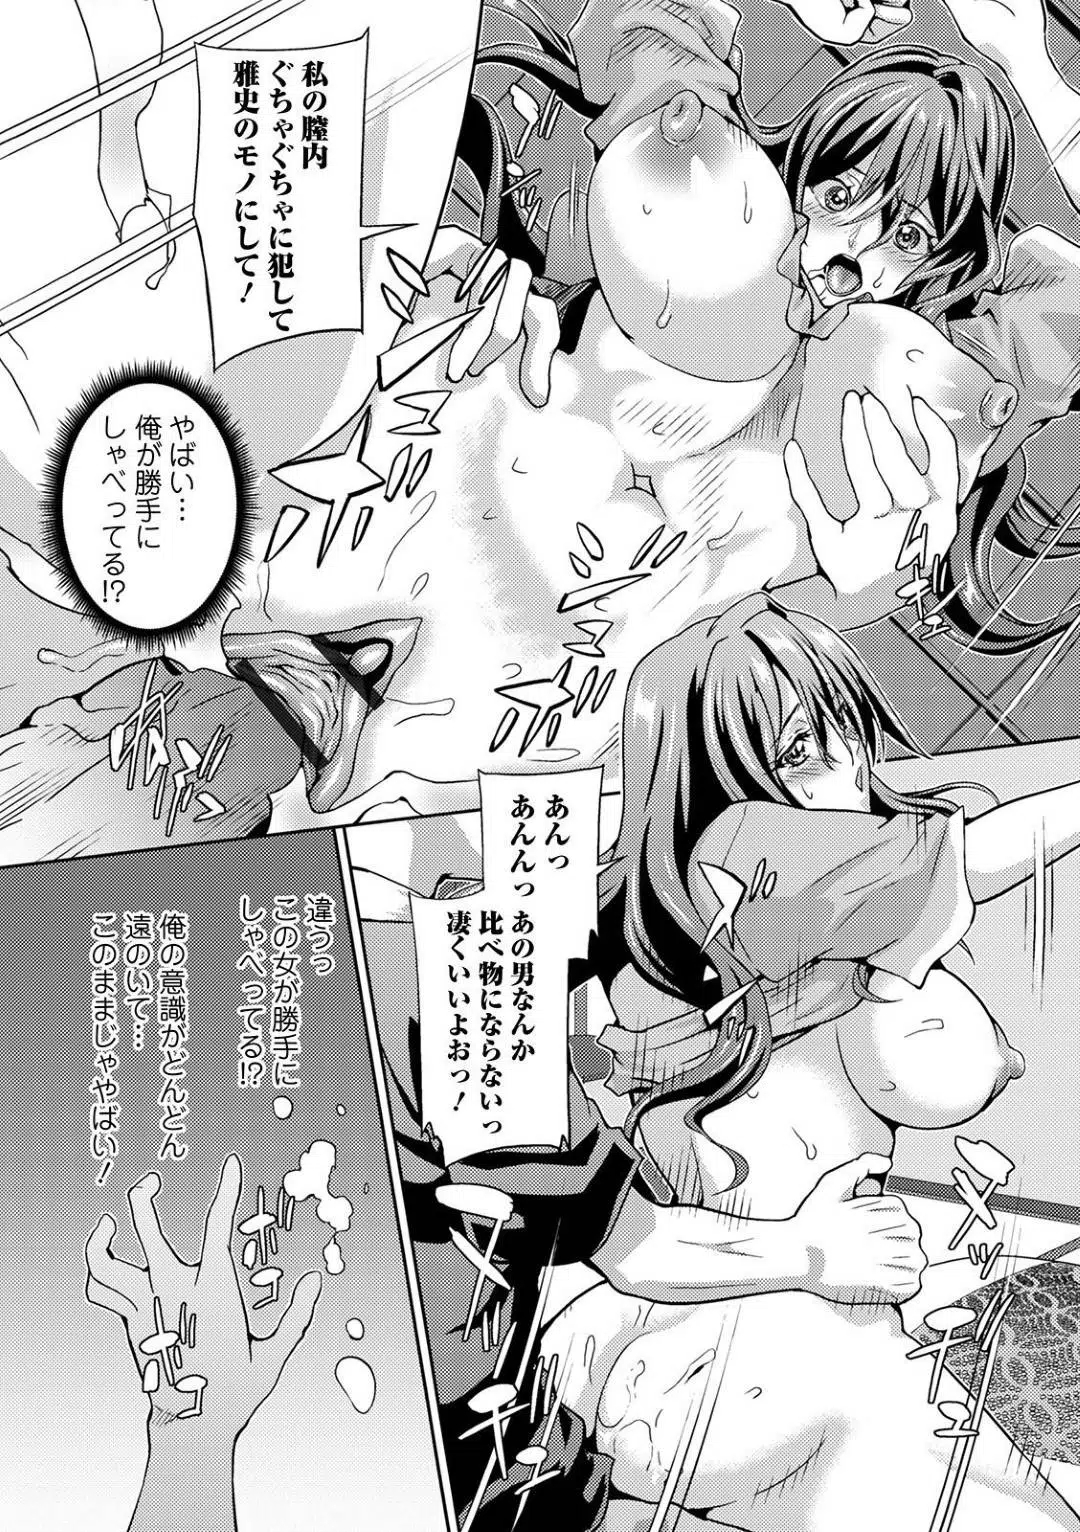 私の膣内
ぐちゃぐちゃに犯して
雅史のモノにして！
やばい…
俺が勝手に
しゃべってる!?
あんっ
あんんっ
あの男なんか
比べ物にならないっ
凄くいいよおっ！
違うっ
この女が勝手に
しゃべってる!?
俺の意識がどんどん
遠のいて…
このままじゃやばい！